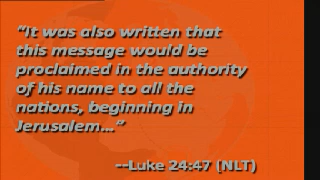 “It was also written that
this message would be
proclaimed in the authority
of his name to all the
nations, beginning in
Jerusalem...”
--Luke 24:47 (NLT)